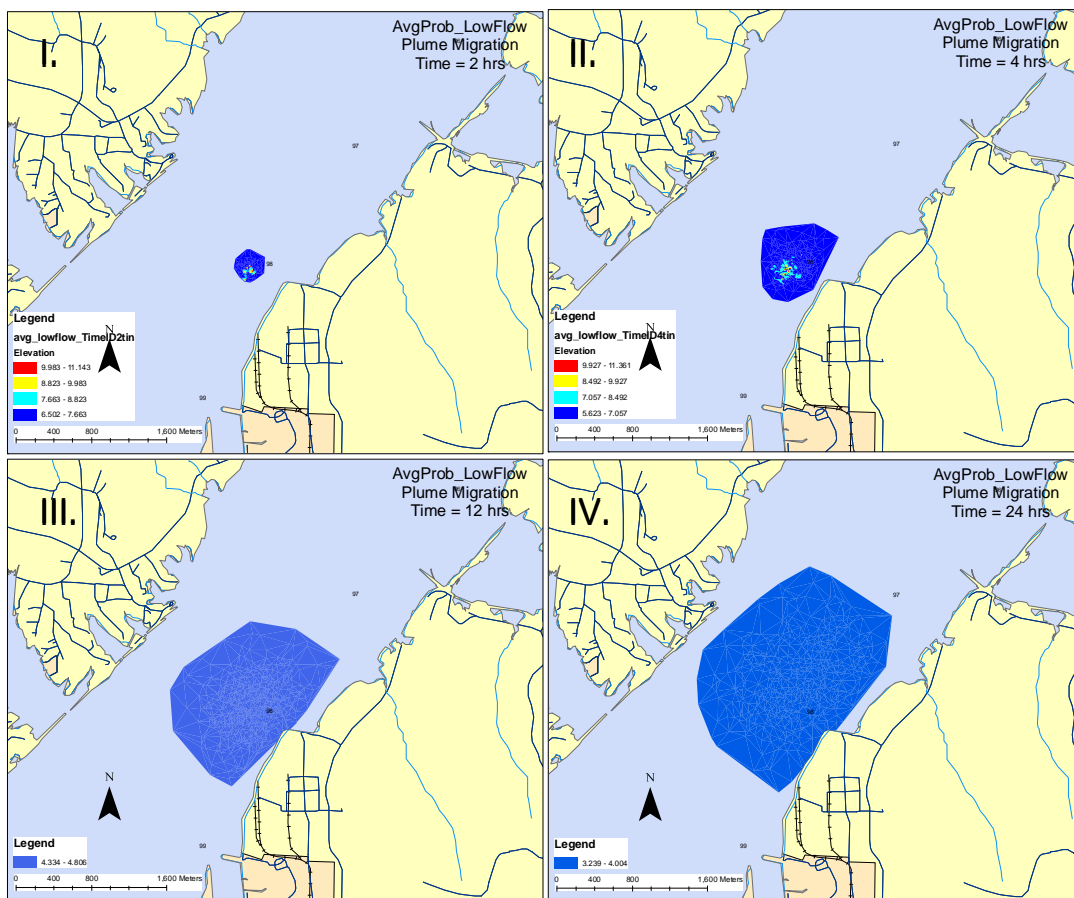 I.
AvgProb_LowFlow
Plume Migration
Time = 2 hrs
97
98
99
Legend
N
avg_lowflow_TimeID2tin
Elevation
9.983 - 11.143
8.823 - 9.983
7.663 - 8.823
6.502 - 7.663
0 400 800 1,600 Meters
II.
AvgProb_LowFlow
Plume Migration
Time = 4 hrs
97
98
99
Legend
N
avg_lowflow_TimeID4tin
Elevation
9.927 - 11.361
8.492 - 9.927
7.057 - 8.492
5.623 - 7.057
0 400 800 1,600 Meters
III.
AvgProb_LowFlow
Plume Migration
Time = 12 hrs
97
98
N
99
Legend
4.334 - 4.806
0 400 800 1,600 Meters
IV.
AvgProb_LowFlow
Plume Migration
Time = 24 hrs
97
98
N
99
Legend
3.239 - 4.004
0 400 800 1,600 Meters